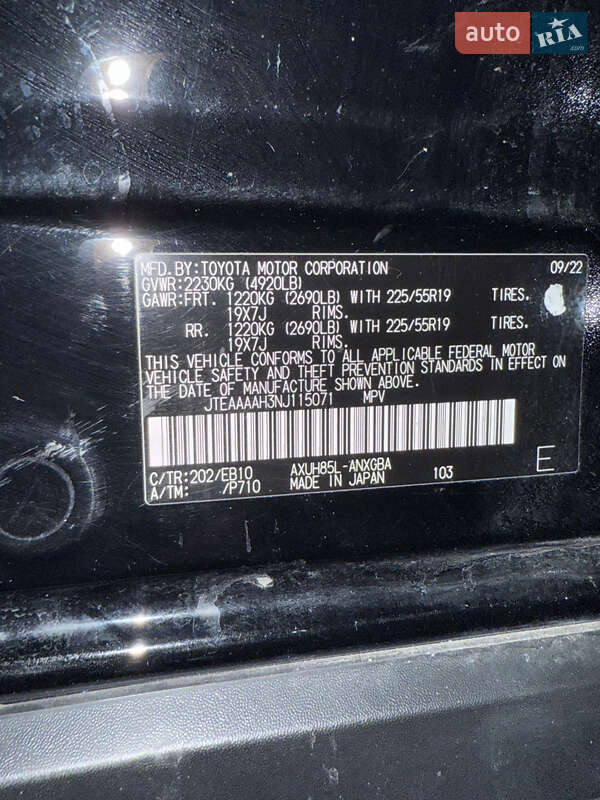 auto RIA .com
MFD.BY:TOYOTA MOTOR CORPORATION 09/22
GVWR:2230KG (4920LB)
GAWR:FRT. 1220KG (2690LB) WITH 225/55R19 TIRES.
19X7J RIMS.
RR. 1220KG (2690LB) WITH 225/55R19 TIRES.
19X7J RIMS.
THIS VEHICLE CONFORMS TO ALL APPLICABLE FEDERAL MOTOR
VEHICLE SAFETY AND THEFT PREVENTION STANDARDS IN EFFECT ON
THE DATE OF MANUFACTURE SHOWN ABOVE.
JTEAAAAH3NJ115071 MPV
C/TR:202/EB10 AXUH85L-ANXGBA 103 E
A/TM: /P710 MADE IN JAPAN